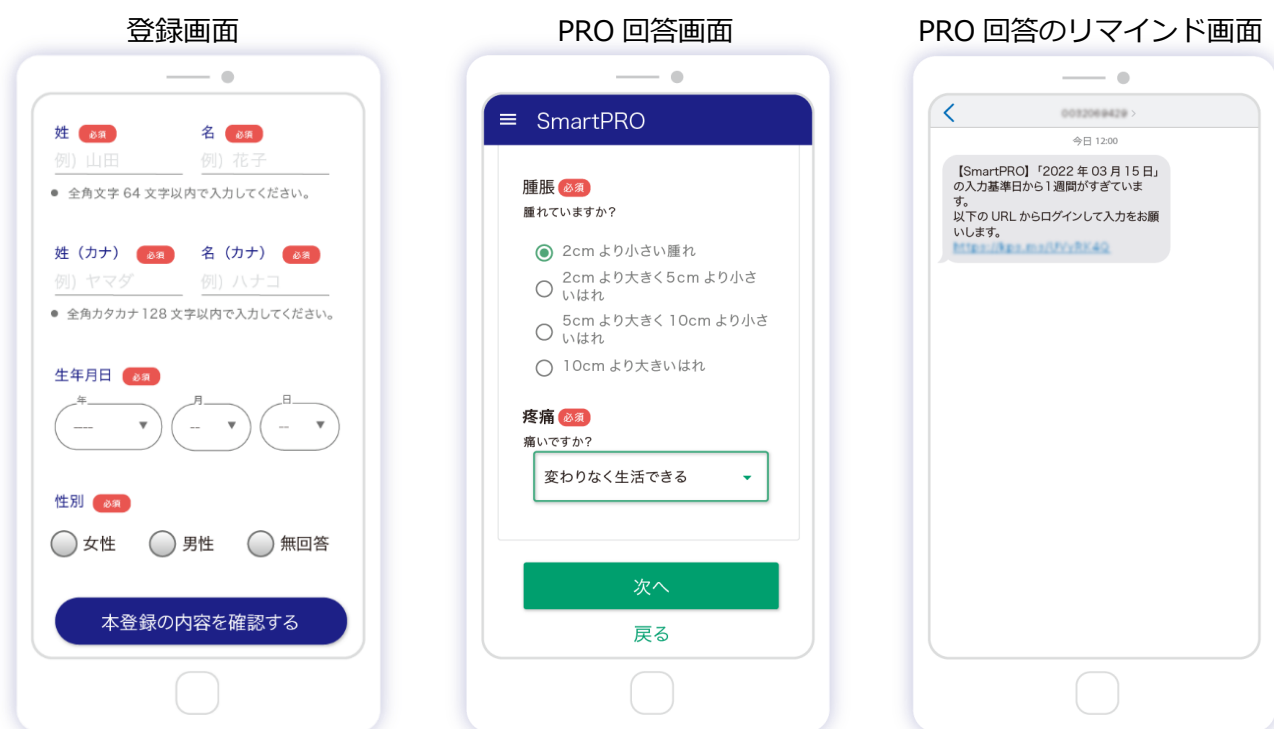 登録画面
姓 必須 名 必須
例) 山田 例) 花子
● 全角文字 64 文字以内で入力してください。
姓（カナ） 必須 名（カナ） 必須
例) ヤマダ 例) ハナコ
● 全角カタカナ 128 文字以内で入力してください。
生年月日 必須
年 月 日
---- ▼ -- ▼ -- ▼
性別 必須
女性 男性 無回答
本登録の内容を確認する
PRO 回答画面
≡ SmartPRO
腫脹 必須
腫れていますか?
2cm より小さい腫れ
2cm より大きく5cm より小さ
いはれ
5cm より大きく 10cm より小さ
いはれ
10cm より大きいはれ
疼痛 必須
痛いですか?
変わりなく生活できる
次へ
戻る
PRO 回答のリマインド画面
今日 12:00
【SmartPRO】「2022 年 03 月 15 日」
の入力基準日から1週間がすぎていま
す。
以下の URL からログインして入力をお願
いします。